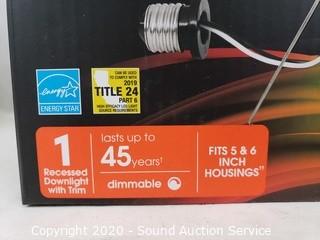 energy
ENERGY STAR
CAN BE USED
TO COMPLY WITH
2019
TITLE 24
PART 6
HIGH EFFICACY LED LIGHT
SOURCE REQUIREMENTS
1
Recessed
Downlight
with Trim
lasts up to
45 years†
dimmable
FITS 5 & 6
INCH
HOUSINGS††
Copyright 2020 - Sound Auction Service